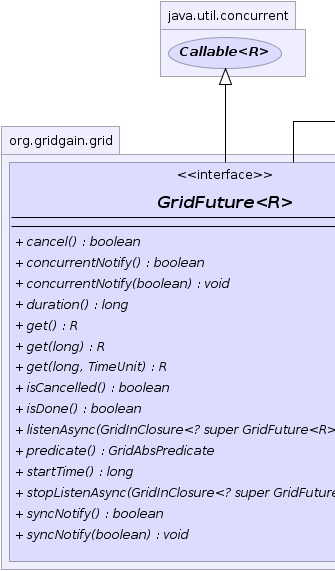 java.util.concurrent
Callable<R>
org.gridgain.grid
<<interface>>
GridFuture<R>
+ cancel() : boolean
+ concurrentNotify() : boolean
+ concurrentNotify(boolean) : void
+ duration() : long
+ get() : R
+ get(long) : R
+ get(long, TimeUnit) : R
+ isCancelled() : boolean
+ isDone() : boolean
+ listenAsync(GridInClosure<? super GridFuture<R>
+ predicate() : GridAbsPredicate
+ startTime() : long
+ stopListenAsync(GridInClosure<? super GridFuture
+ syncNotify() : boolean
+ syncNotify(boolean) : void